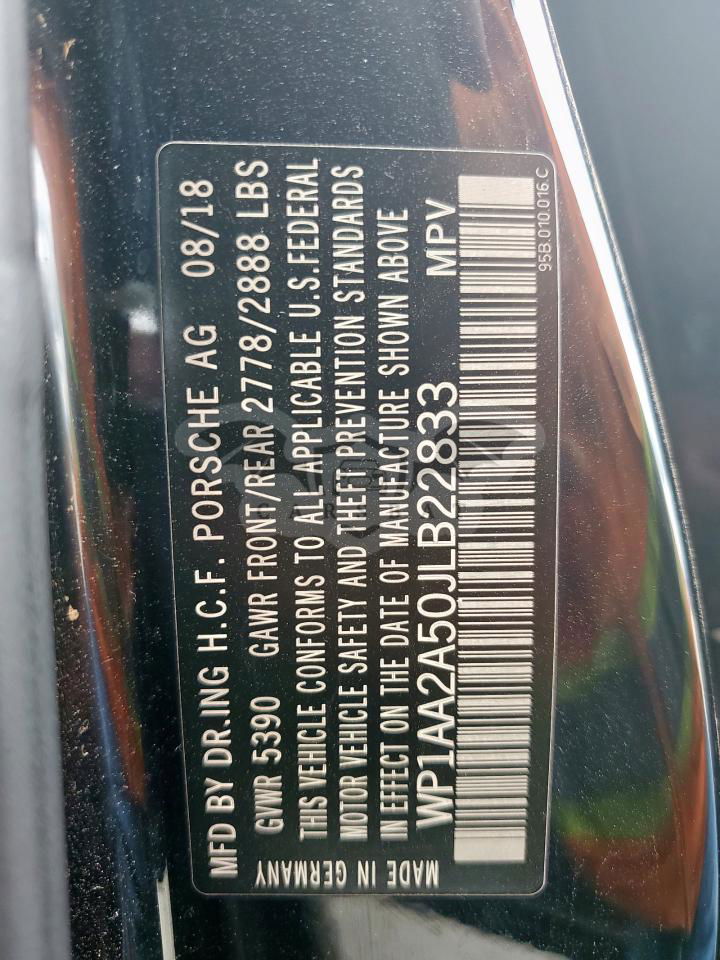 MFD BY DR.ING H.C.F. PORSCHE AG 08/18
GVWR 5390 GAWR FRONT/REAR 2778/2888 LBS
THIS VEHICLE CONFORMS TO ALL APPLICABLE U.S.FEDERAL
MOTOR VEHICLE SAFETY AND THEFT PREVENTION STANDARDS
IN EFFECT ON THE DATE OF MANUFACTURE SHOWN ABOVE
WP1AA2A50JLB22833 MPV
MADE IN GERMANY
95B.010.016.C